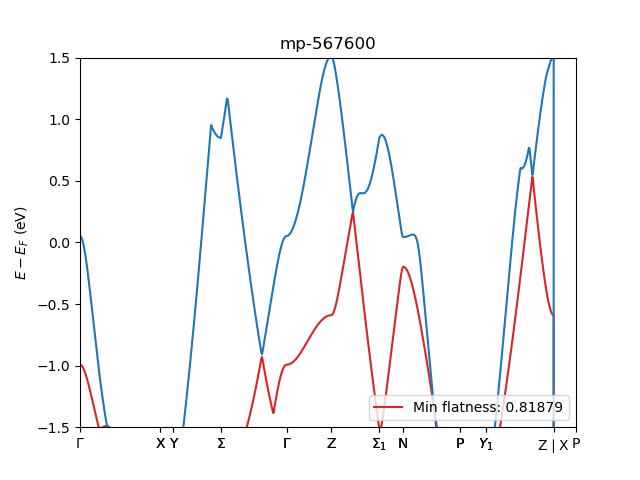 mp-567600
E − E_F (eV)
1.5
1.0
0.5
0.0
−0.5
−1.0
−1.5
Min flatness: 0.81879
Γ X Y Σ Γ Z Σ₁ N P Y₁ Z | X P